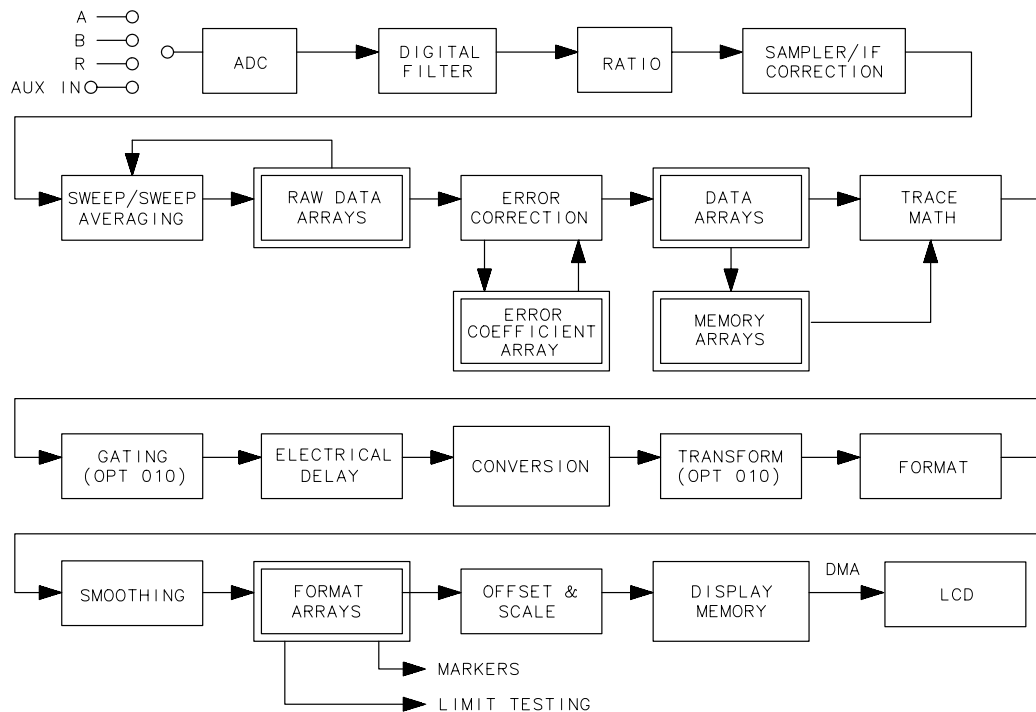 A
B
R
AUX IN
ADC
DIGITAL
FILTER
RATIO
SAMPLER/IF
CORRECTION
SWEEP/SWEEP
AVERAGING
RAW DATA
ARRAYS
ERROR
CORRECTION
DATA
ARRAYS
TRACE
MATH
ERROR
COEFFICIENT
ARRAY
MEMORY
ARRAYS
GATING
(OPT 010)
ELECTRICAL
DELAY
CONVERSION
TRANSFORM
(OPT 010)
FORMAT
SMOOTHING
FORMAT
ARRAYS
OFFSET &
SCALE
DISPLAY
MEMORY
DMA
LCD
MARKERS
LIMIT TESTING